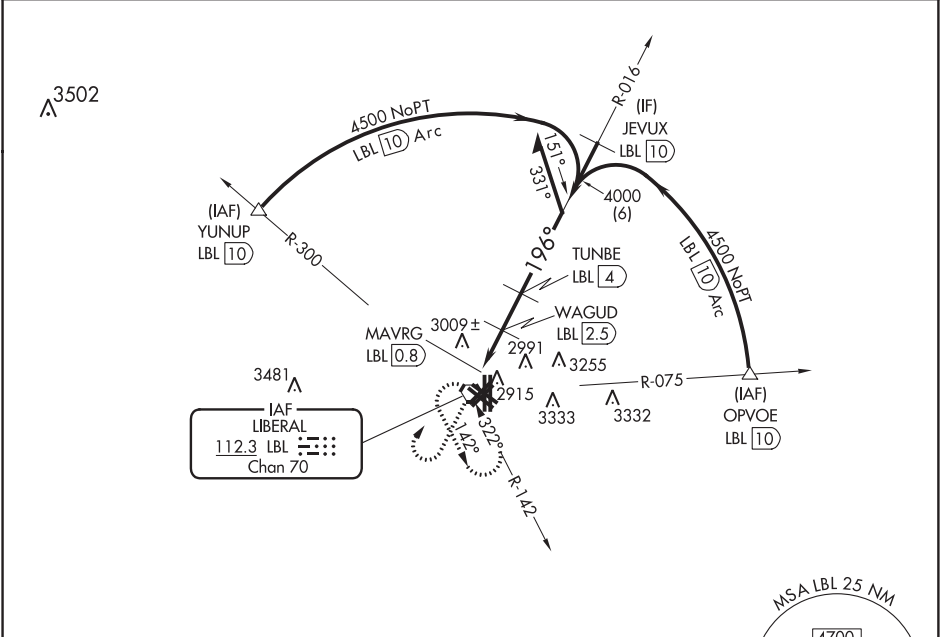 3502
R-016
(IF)
JEVUX
LBL 10
4500 NoPT
LBL 10 Arc
151°
331°
4000
(6)
(IAF)
YUNUP
LBL 10
R-300
196°
4500 NoPT
LBL 10 Arc
TUNBE
LBL 4
WAGUD
LBL 2.5
MAVRG
LBL 0.8
3009±
2991
3255
3481
2915
R-075
3333
3332
(IAF)
OPVOE
LBL 10
IAF
LIBERAL
112.3 LBL
Chan 70
142°
322°
R-142
MSA LBL 25 NM
4700